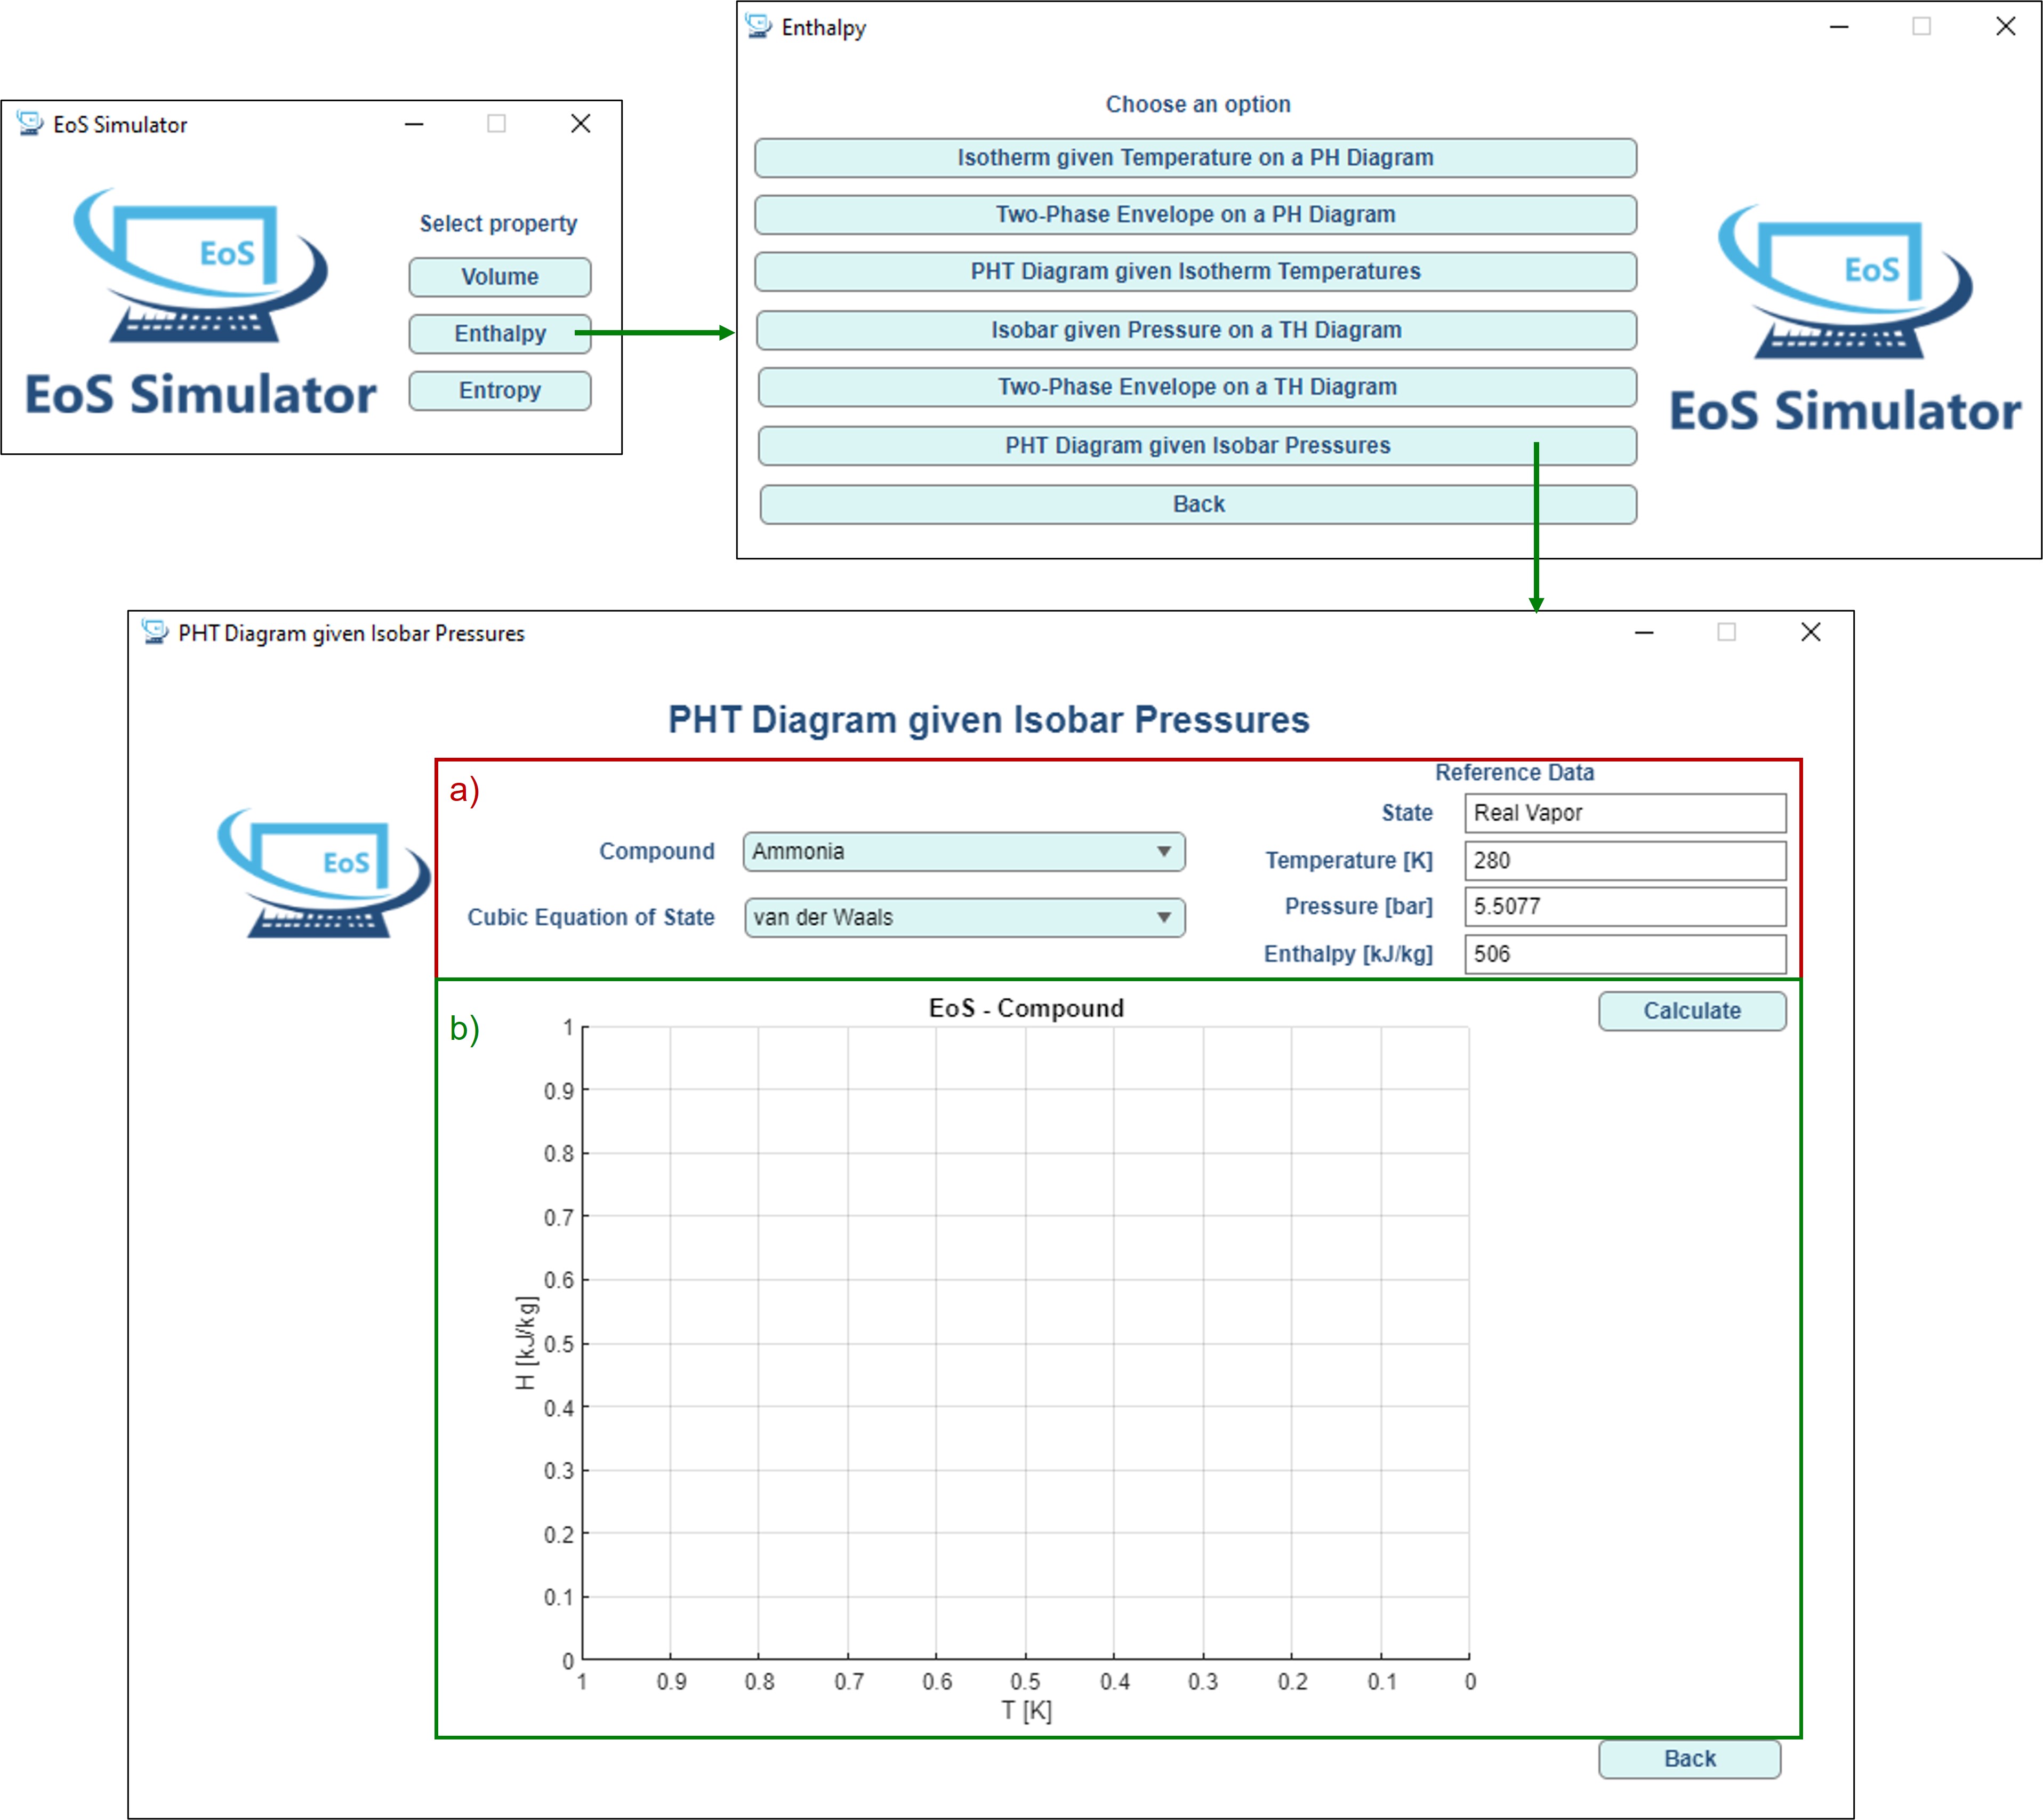 EoS Simulator
EoS
EoS Simulator
Select property
Volume
Enthalpy
Entropy
Enthalpy
Choose an option
Isotherm given Temperature on a PH Diagram
Two-Phase Envelope on a PH Diagram
PHT Diagram given Isotherm Temperatures
Isobar given Pressure on a TH Diagram
Two-Phase Envelope on a TH Diagram
PHT Diagram given Isobar Pressures
Back
EoS
EoS Simulator
PHT Diagram given Isobar Pressures
PHT Diagram given Isobar Pressures
EoS
a)
Compound Ammonia
Cubic Equation of State van der Waals
Reference Data
State Real Vapor
Temperature [K] 280
Pressure [bar] 5.5077
Enthalpy [kJ/kg] 506
b)
EoS - Compound
Calculate
H [kJ/kg]
1
0.9
0.8
0.7
0.6
0.5
0.4
0.3
0.2
0.1
0
1 0.9 0.8 0.7 0.6 0.5 0.4 0.3 0.2 0.1 0
T [K]
Back